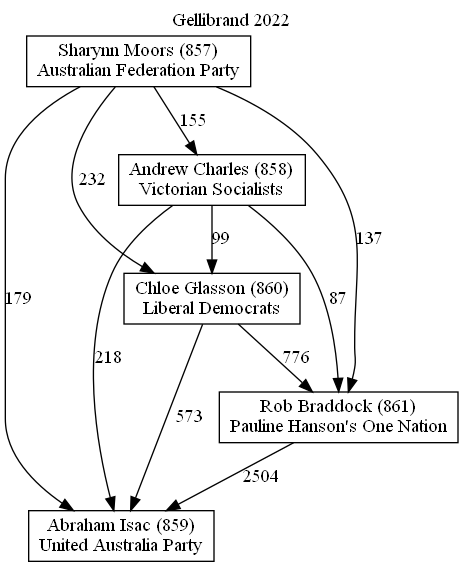 Gellibrand 2022
Sharynn Moors (857)
Australian Federation Party
155
Andrew Charles (858)
Victorian Socialists
232
99
137
Chloe Glasson (860)
Liberal Democrats
179
218
87
776
573
Rob Braddock (861)
Pauline Hanson's One Nation
2504
Abraham Isac (859)
United Australia Party